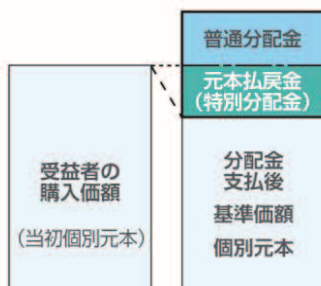 普通分配金
元本払戻金
（特別分配金）
受益者の
購入価額
（当初個別元本）
分配金
支払後
基準価額
個別元本